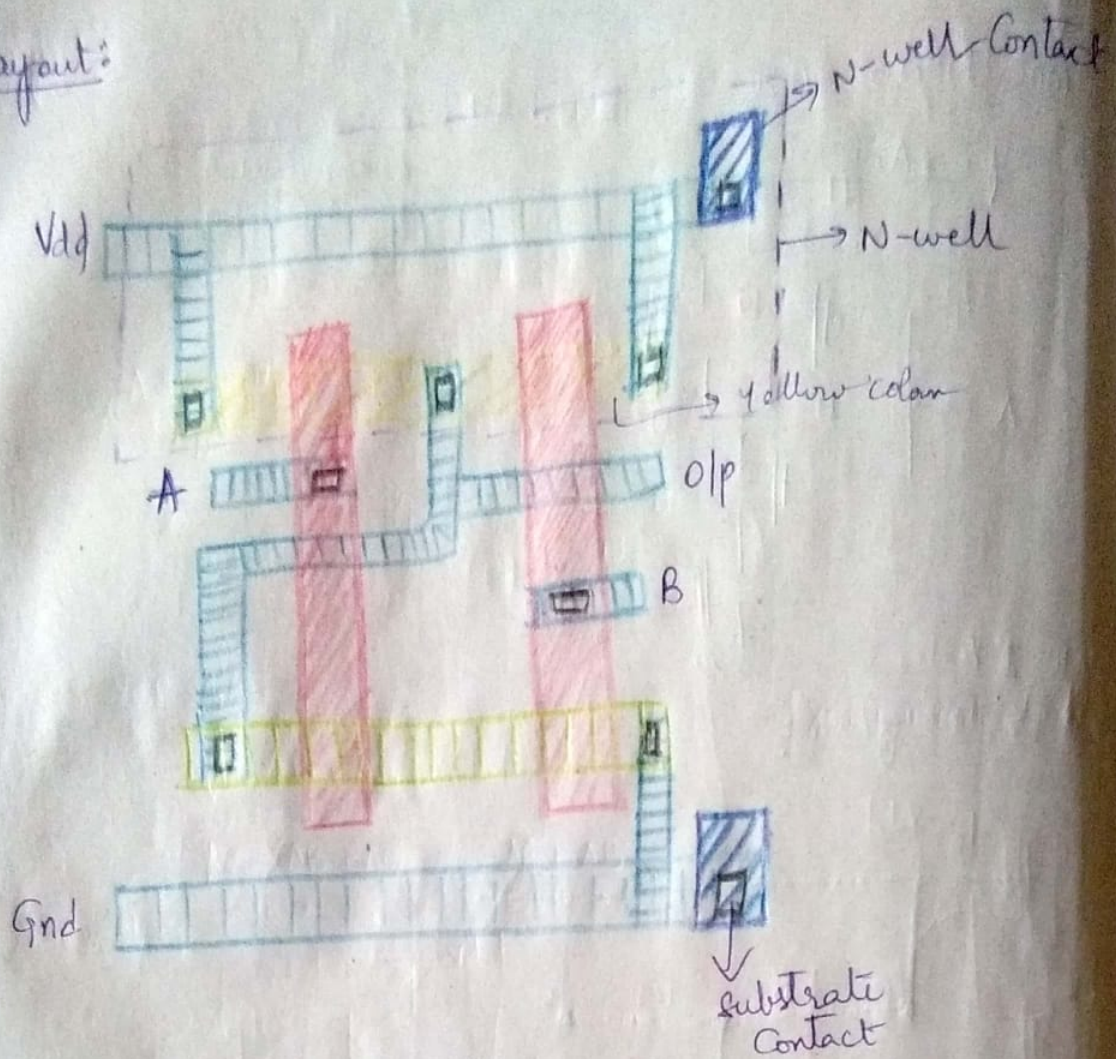 ayout:
N-well Contact
Vdd
N-well
Yellow colour
A
O/p
B
Gnd
Substrate
Contact